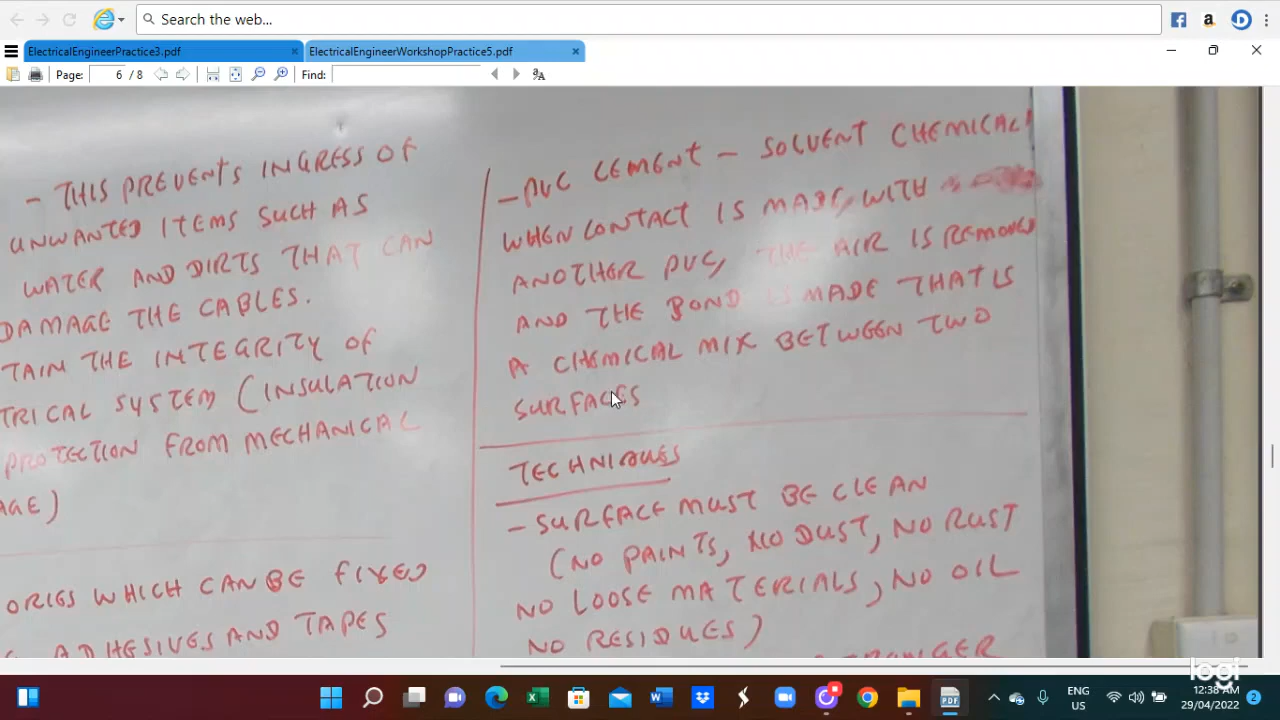 Search the web...
ElectricalEngineerPractice3.pdf
ElectricalEngineerWorkshopPractice5.pdf
Page: 6 / 8
Find:
- THIS PREVENTS INGRESS OF
UNWANTED ITEMS SUCH AS
WATER AND DIRTS THAT CAN
DAMAGE THE CABLES.
TAIN THE INTEGRITY OF
TRICAL SYSTEM (INSULATION
PROTECTION FROM MECHANICAL
AGE)
ORIES WHICH CAN BE FIXED
ADHESIVES AND TAPES
- PVC CEMENT - SOLVENT CHEMICAL
WHEN CONTACT IS MADE, WITH
ANOTHER PVC, THE AIR IS REMOVED
AND THE BOND IS MADE THAT IS
A CHEMICAL MIX BETWEEN TWO
SURFACES
TECHNIQUES
- SURFACE MUST BE CLEAN
(NO PAINTS, NO DUST, NO RUST
NO LOOSE MATERIALS, NO OIL
NO RESIDUES)
logi
ENG
US
12:38 AM
29/04/2022
2